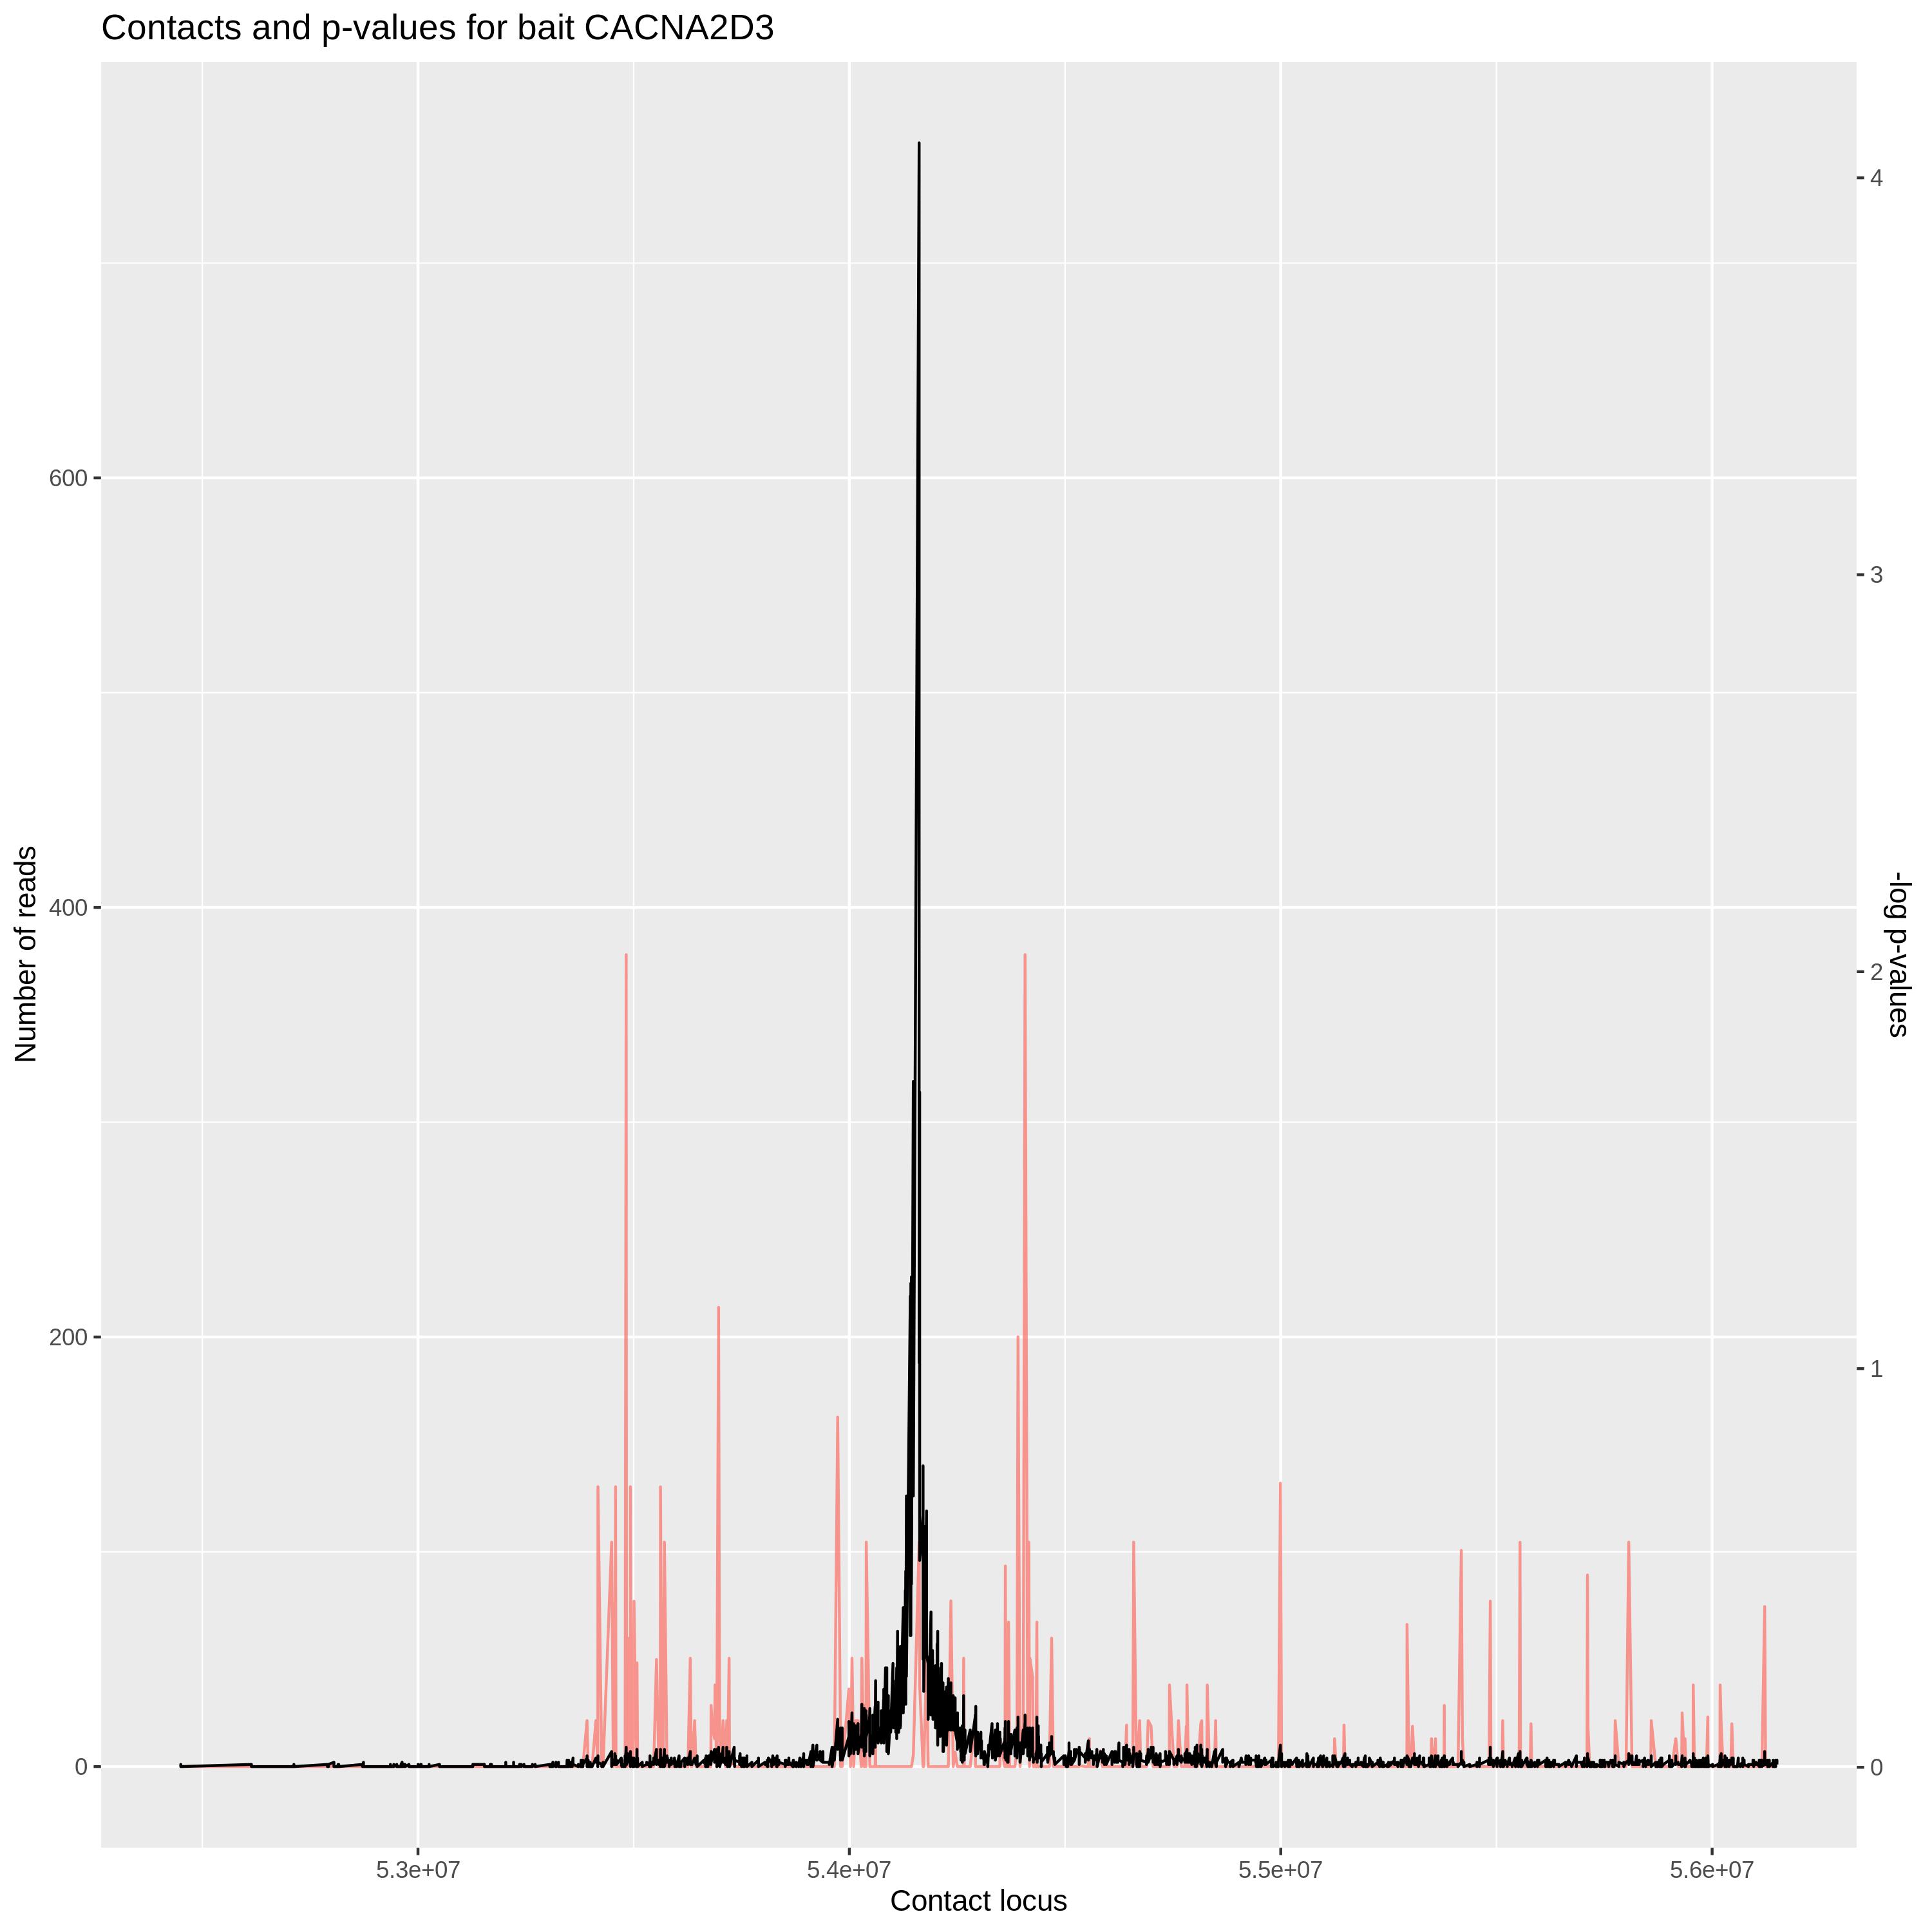 Contacts and p-values for bait CACNA2D3
Number of reads
600
400
200
0
4
3
2
1
0
-log p-values
5.3e+07
5.4e+07
5.5e+07
5.6e+07
Contact locus